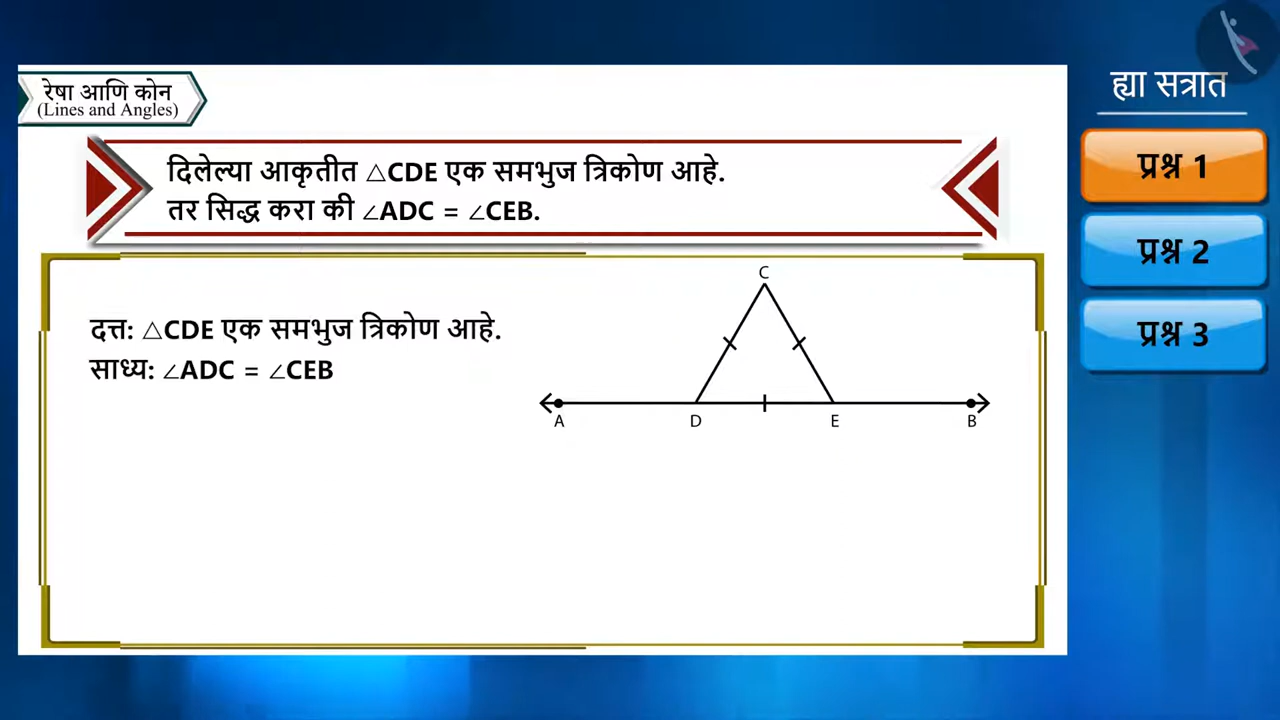 रेषा आणि कोन
(Lines and Angles)
दिलेल्या आकृतीत △CDE एक समभुज त्रिकोण आहे.
तर सिद्ध करा की ∠ADC = ∠CEB.
दत्त: △CDE एक समभुज त्रिकोण आहे.
साध्य: ∠ADC = ∠CEB
C
A D E B
ह्या सत्रात
प्रश्न 1
प्रश्न 2
प्रश्न 3